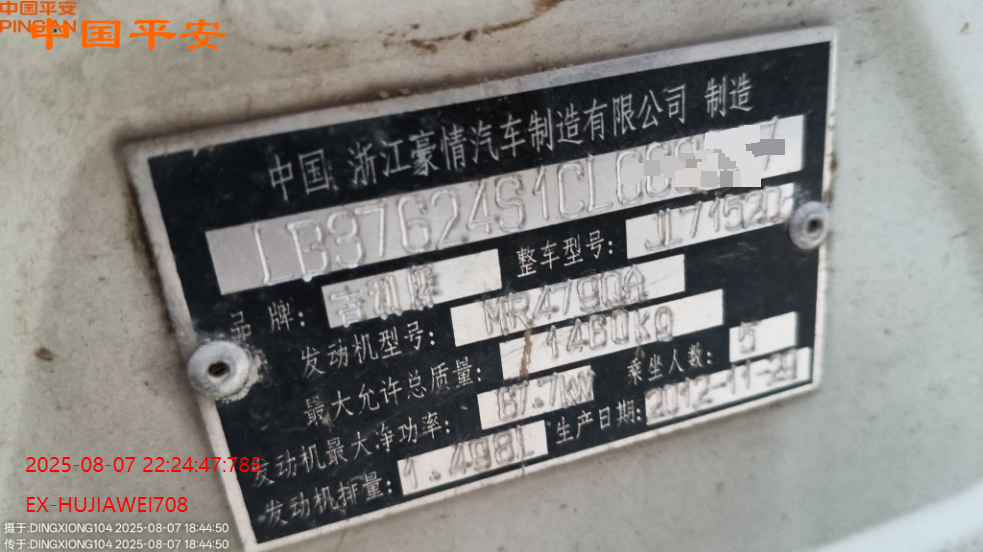 中国平安
PINGAN
中国平安
中国 浙江豪情汽车制造有限公司 制造
LB37624S1CLC
品 牌: 吉利牌 整车型号: JL7152
发动机型号: MR479QA
最大允许总质量: 1460KG
发动机最大净功率: 67.7kW 乘坐人数: 5
发动机排量: 1.498L 生产日期: 2012-11-29
2025-08-07 22:24:47:785
EX-HUJIAWEI708
摄于:DINGXIONG104 2025-08-07 18:44:50
传于:DINGXIONG104 2025-08-07 18:44:50